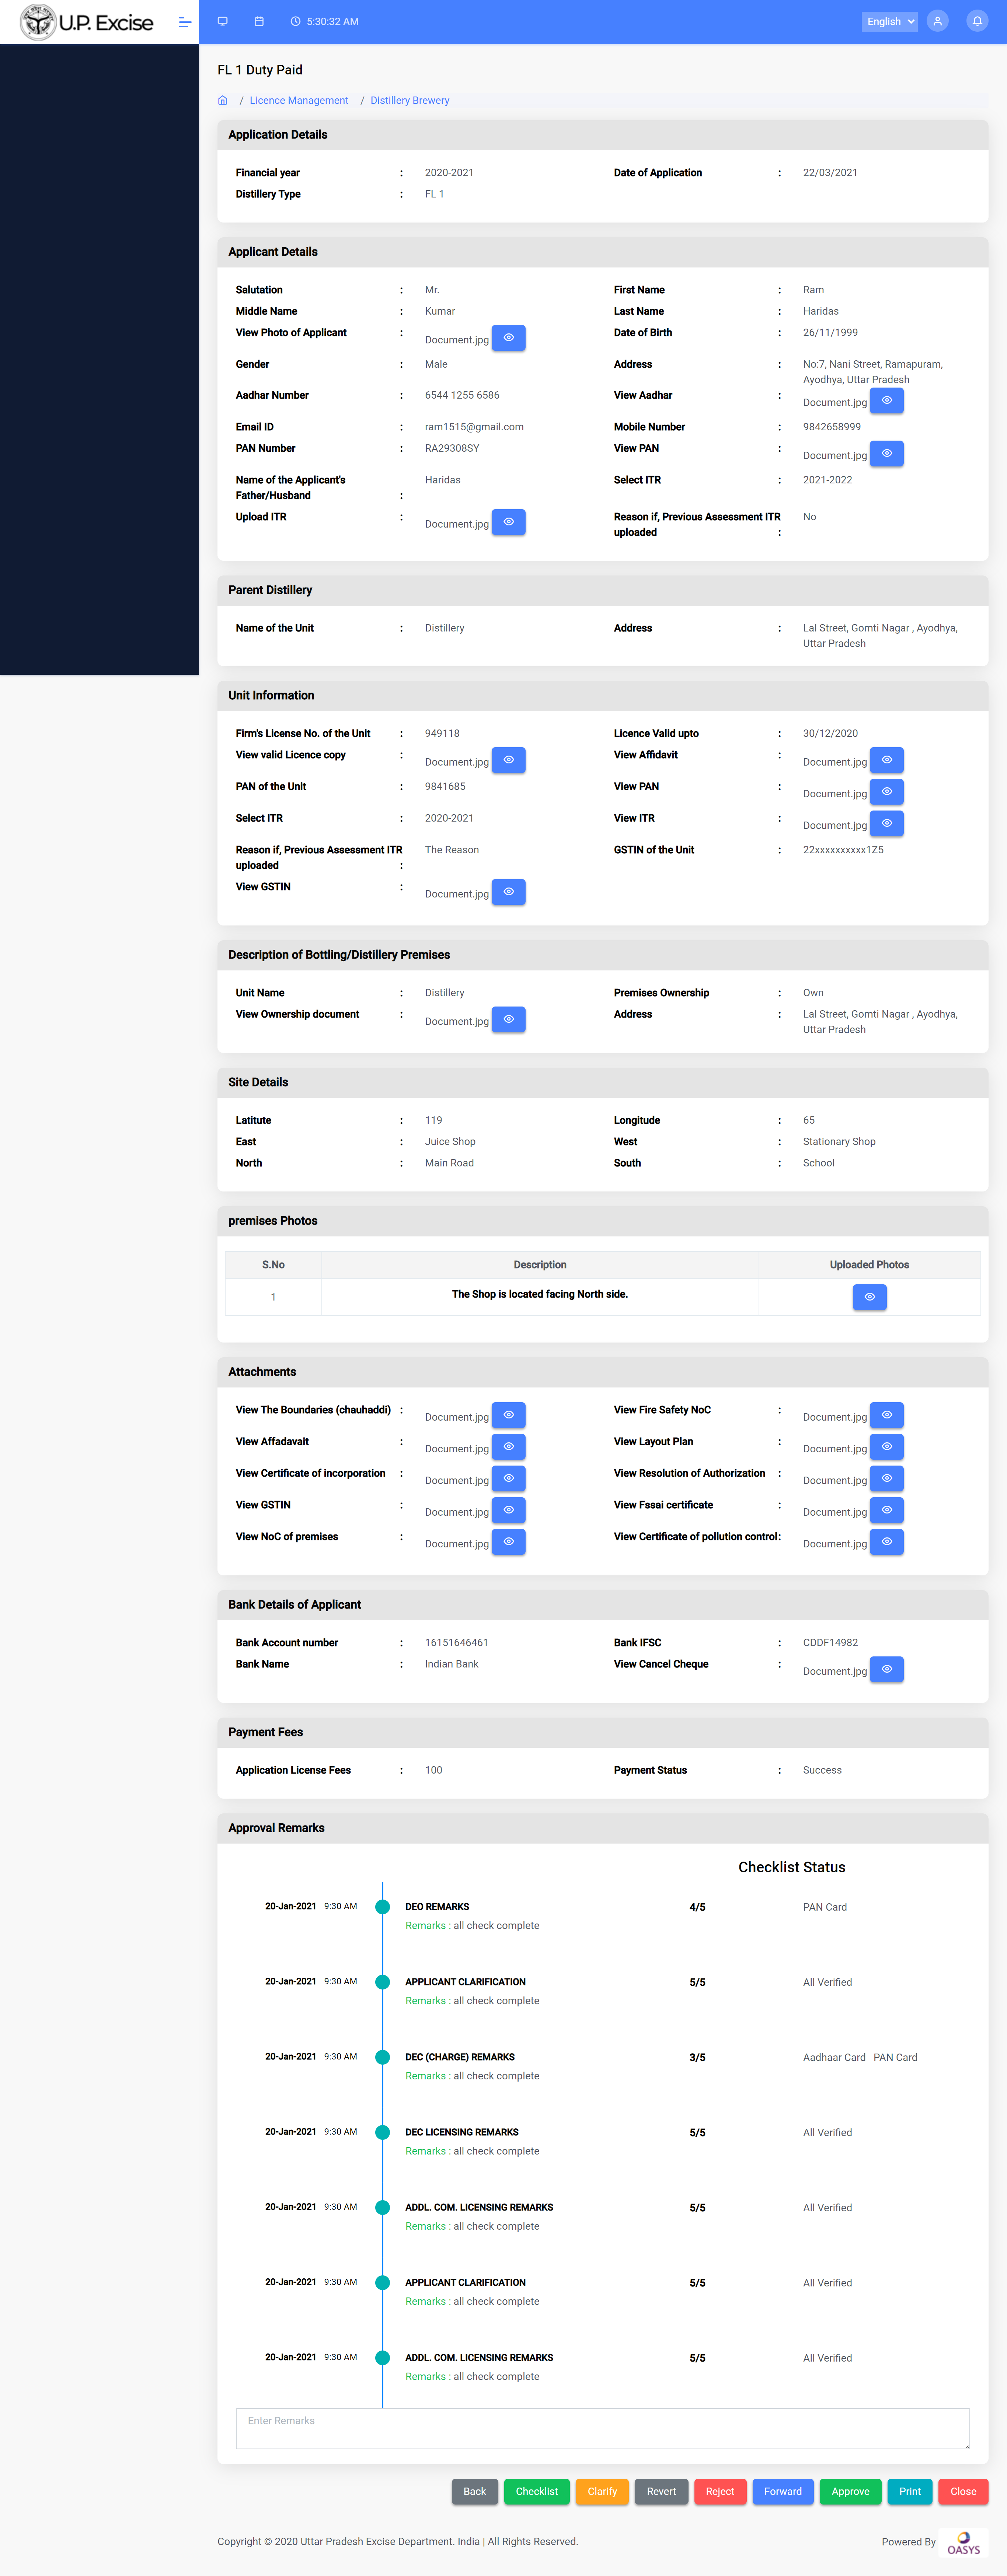 U.P. Excise
5:30:32 AM
English
FL 1 Duty Paid
/ Licence Management / Distillery Brewery
Application Details
Financial year : 2020-2021 Date of Application : 22/03/2021
Distillery Type : FL 1
Applicant Details
Salutation : Mr. First Name : Ram
Middle Name : Kumar Last Name : Haridas
View Photo of Applicant : Document.jpg Date of Birth : 26/11/1999
Gender : Male Address : No:7, Nani Street, Ramapuram,
Ayodhya, Uttar Pradesh
Aadhar Number : 6544 1255 6586 View Aadhar : Document.jpg
Email ID : ram1515@gmail.com Mobile Number : 9842658999
PAN Number : RA29308SY View PAN : Document.jpg
Name of the Applicant's Haridas Select ITR : 2021-2022
Father/Husband :
Upload ITR : Document.jpg Reason if, Previous Assessment ITR No
uploaded :
Parent Distillery
Name of the Unit : Distillery Address : Lal Street, Gomti Nagar , Ayodhya,
Uttar Pradesh
Unit Information
Firm's License No. of the Unit : 949118 Licence Valid upto : 30/12/2020
View valid Licence copy : Document.jpg View Affidavit : Document.jpg
PAN of the Unit : 9841685 View PAN : Document.jpg
Select ITR : 2020-2021 View ITR : Document.jpg
Reason if, Previous Assessment ITR The Reason GSTIN of the Unit : 22xxxxxxxxxx1Z5
uploaded :
View GSTIN : Document.jpg
Description of Bottling/Distillery Premises
Unit Name : Distillery Premises Ownership : Own
View Ownership document : Document.jpg Address : Lal Street, Gomti Nagar , Ayodhya,
Uttar Pradesh
Site Details
Latitute : 119 Longitude : 65
East : Juice Shop West : Stationary Shop
North : Main Road South : School
premises Photos
S.No Description Uploaded Photos
1 The Shop is located facing North side.
Attachments
View The Boundaries (chauhaddi) : Document.jpg View Fire Safety NoC : Document.jpg
View Affadavait : Document.jpg View Layout Plan : Document.jpg
View Certificate of incorporation : Document.jpg View Resolution of Authorization : Document.jpg
View GSTIN : Document.jpg View Fssai certificate : Document.jpg
View NoC of premises : Document.jpg View Certificate of pollution control : Document.jpg
Bank Details of Applicant
Bank Account number : 16151646461 Bank IFSC : CDDF14982
Bank Name : Indian Bank View Cancel Cheque : Document.jpg
Payment Fees
Application License Fees : 100 Payment Status : Success
Approval Remarks
Checklist Status
20-Jan-2021 9:30 AM DEO REMARKS 4/5 PAN Card
Remarks : all check complete
20-Jan-2021 9:30 AM APPLICANT CLARIFICATION 5/5 All Verified
Remarks : all check complete
20-Jan-2021 9:30 AM DEC (CHARGE) REMARKS 3/5 Aadhaar Card PAN Card
Remarks : all check complete
20-Jan-2021 9:30 AM DEC LICENSING REMARKS 5/5 All Verified
Remarks : all check complete
20-Jan-2021 9:30 AM ADDL. COM. LICENSING REMARKS 5/5 All Verified
Remarks : all check complete
20-Jan-2021 9:30 AM APPLICANT CLARIFICATION 5/5 All Verified
Remarks : all check complete
20-Jan-2021 9:30 AM ADDL. COM. LICENSING REMARKS 5/5 All Verified
Remarks : all check complete
Enter Remarks
Back Checklist Clarify Revert Reject Forward Approve Print Close
Copyright © 2020 Uttar Pradesh Excise Department. India | All Rights Reserved. Powered By OASYS